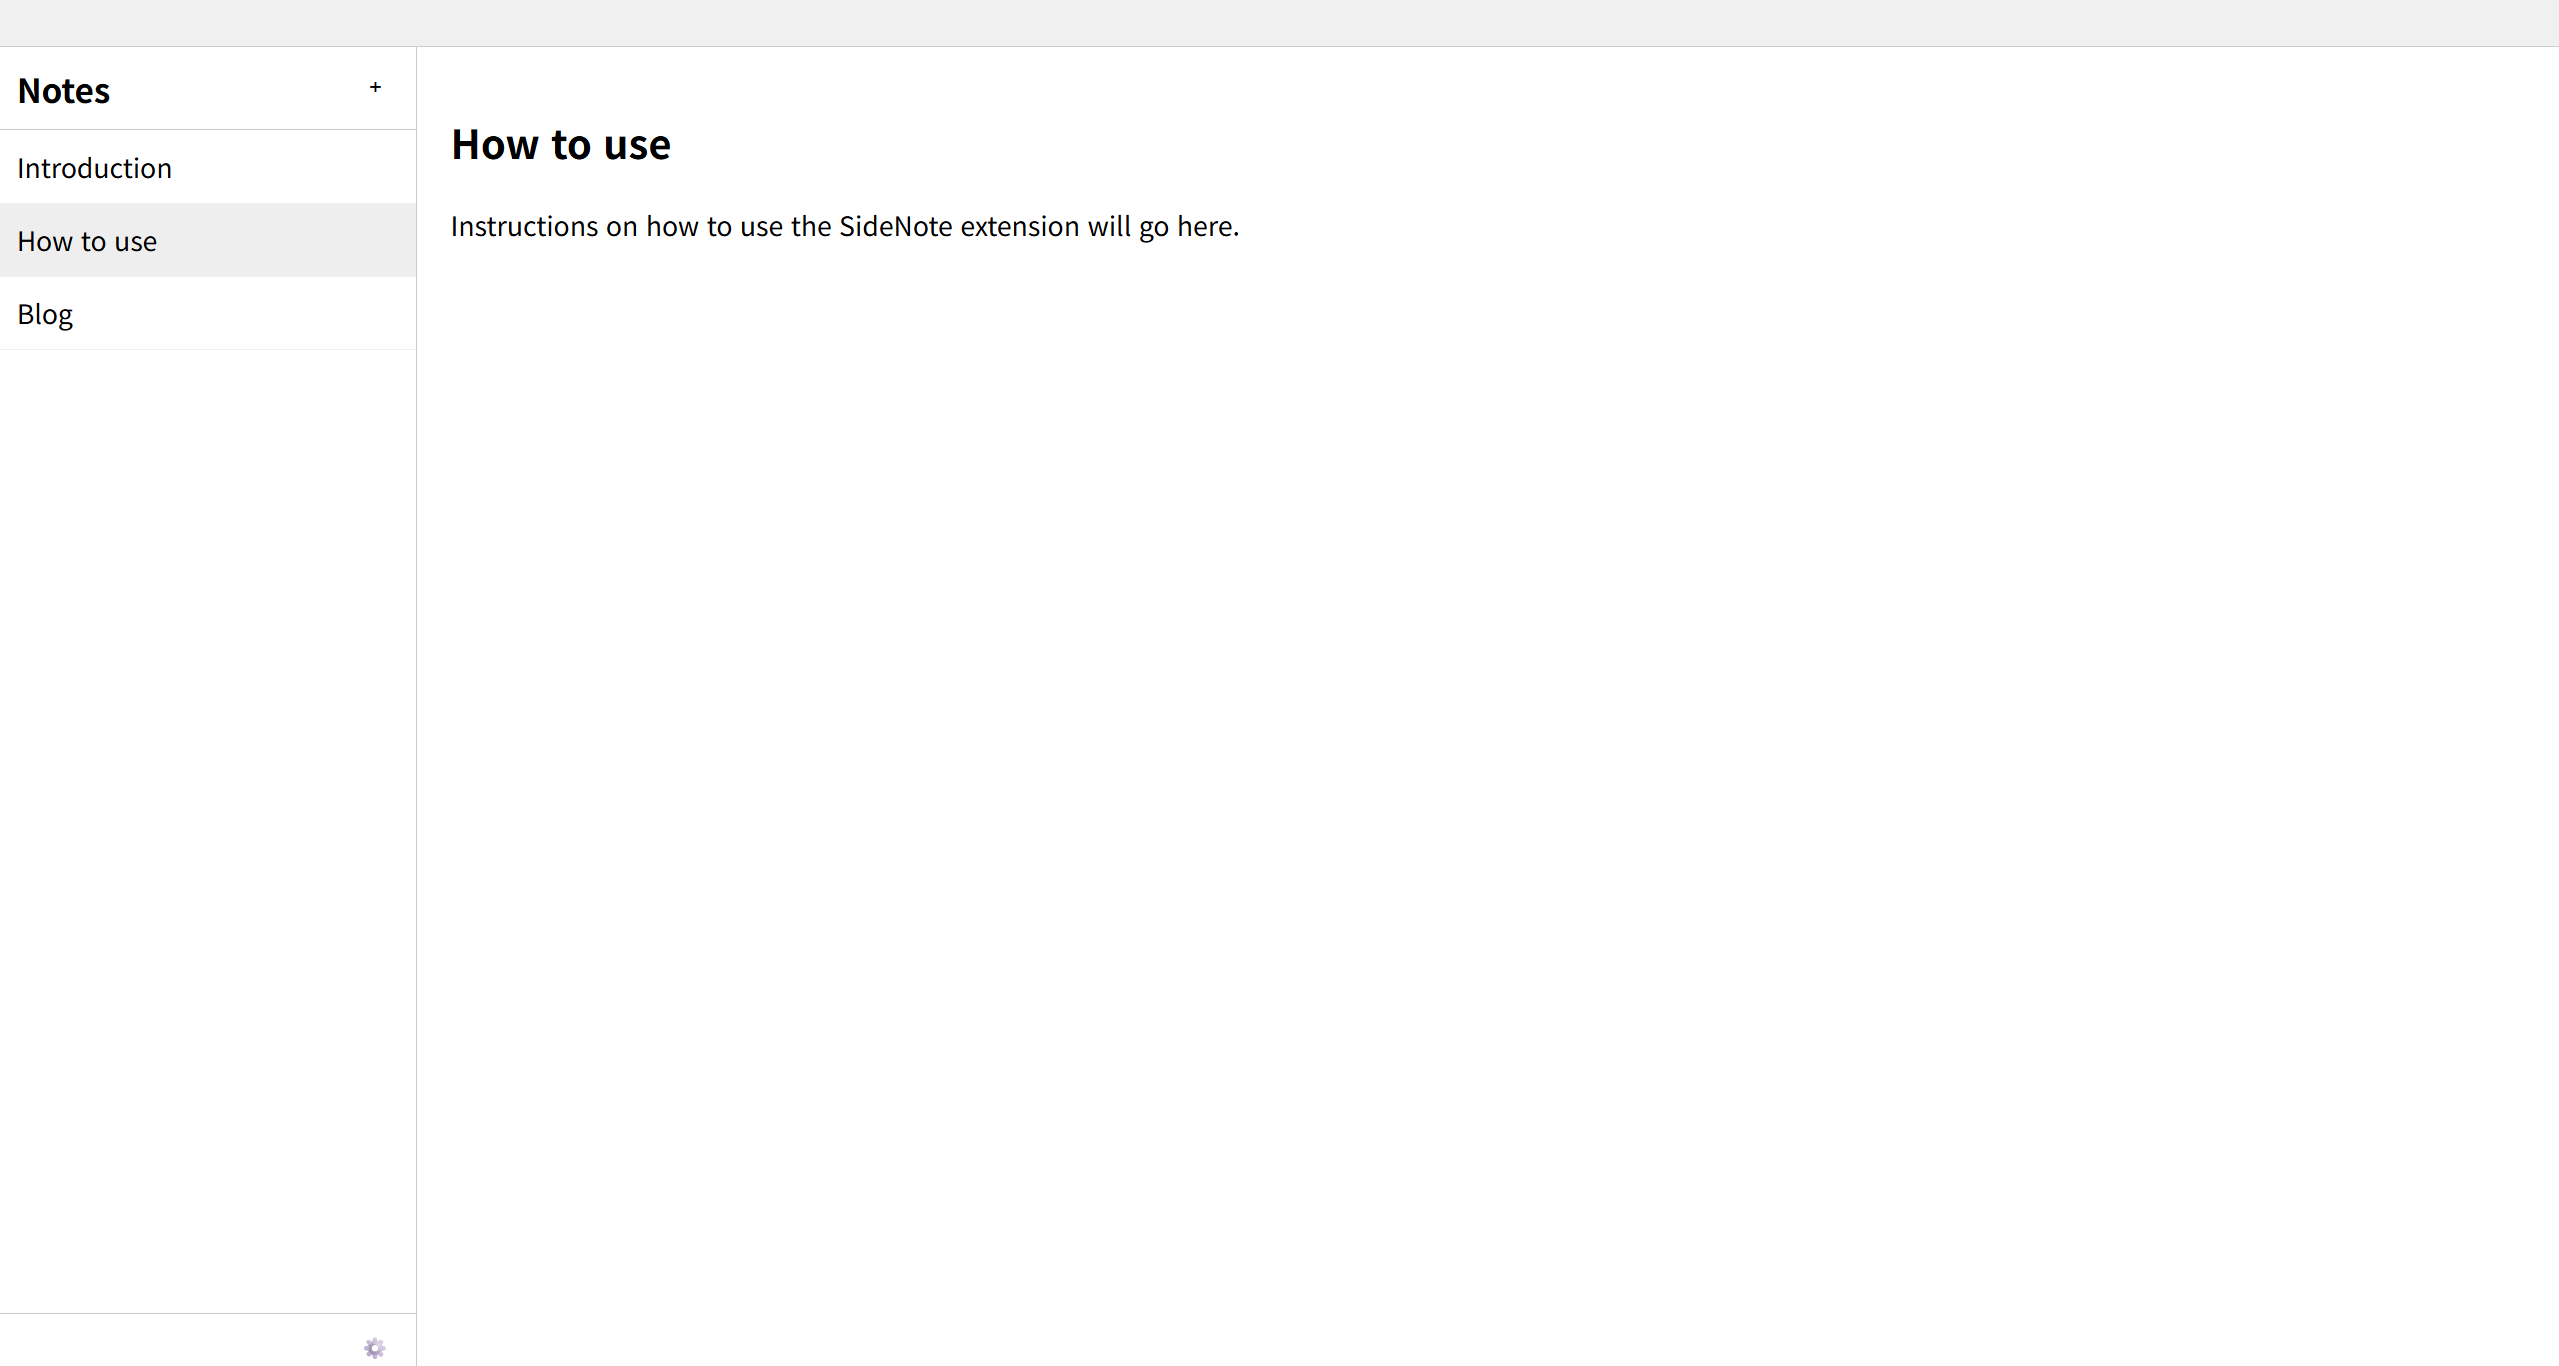 Notes +
Introduction
How to use
Blog
How to use
Instructions on how to use the SideNote extension will go here.